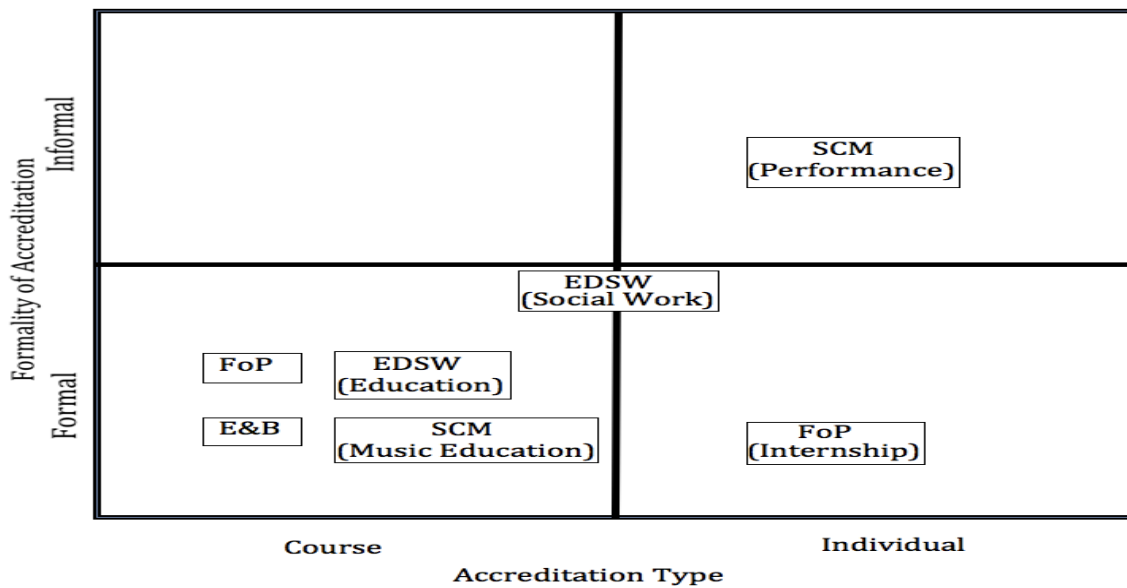 Formality of Accreditation
Informal
Formal
SCM
(Performance)
EDSW
(Social Work)
FoP
EDSW
(Education)
E&B
SCM
(Music Education)
FoP
(Internship)
Course
Individual
Accreditation Type